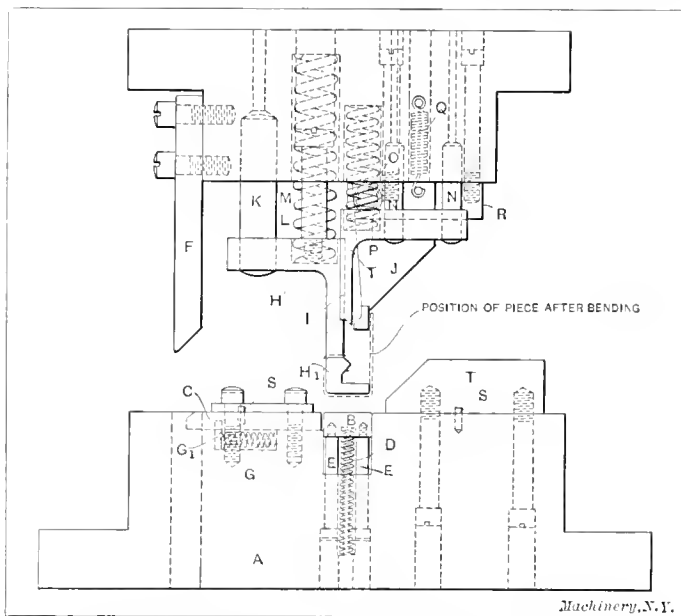 Q
O
K
M
N
N
L
R
F
P
T
J
H
I
POSITION OF PIECE AFTER BENDING
H1
S
T
C
S
B
G1
D
E
E
G
A
Machinery, N.Y.